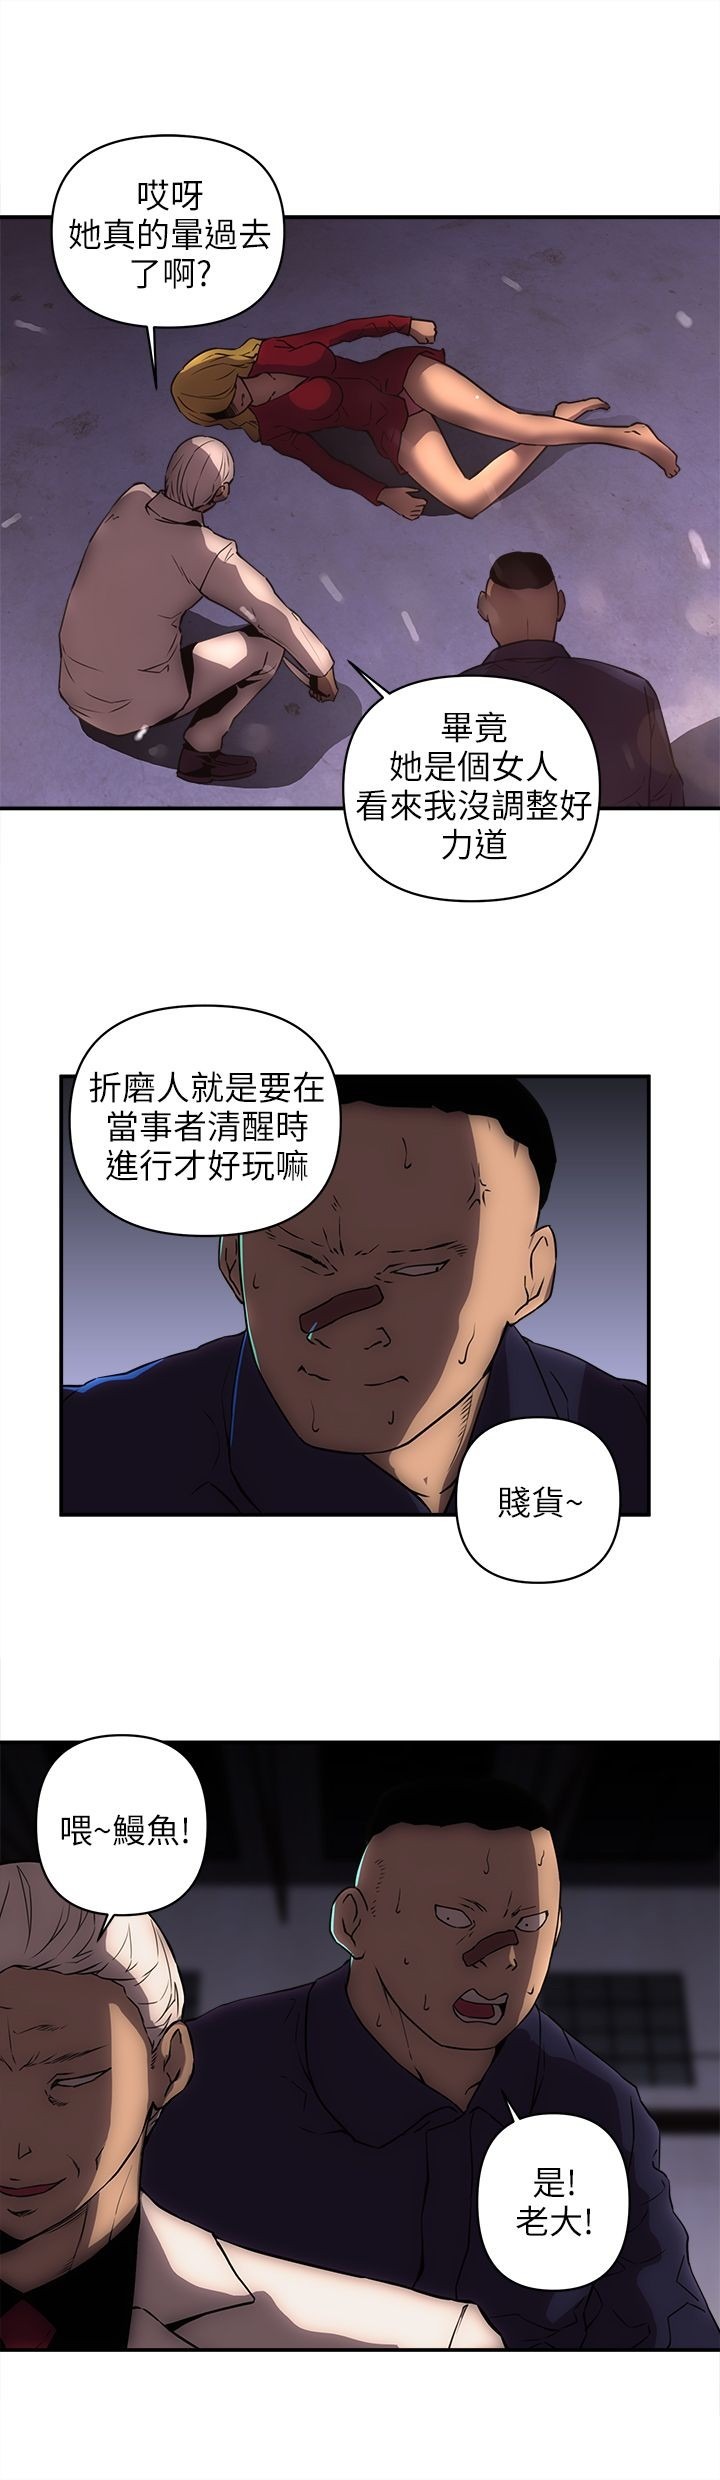 哎呀
她真的暈過去
了啊?
畢竟
她是個女人
看來我沒調整好
力道
折磨人就是要在
當事者清醒時
進行才好玩嘛
賤貨~
喂~鰻魚!
是!
老大!